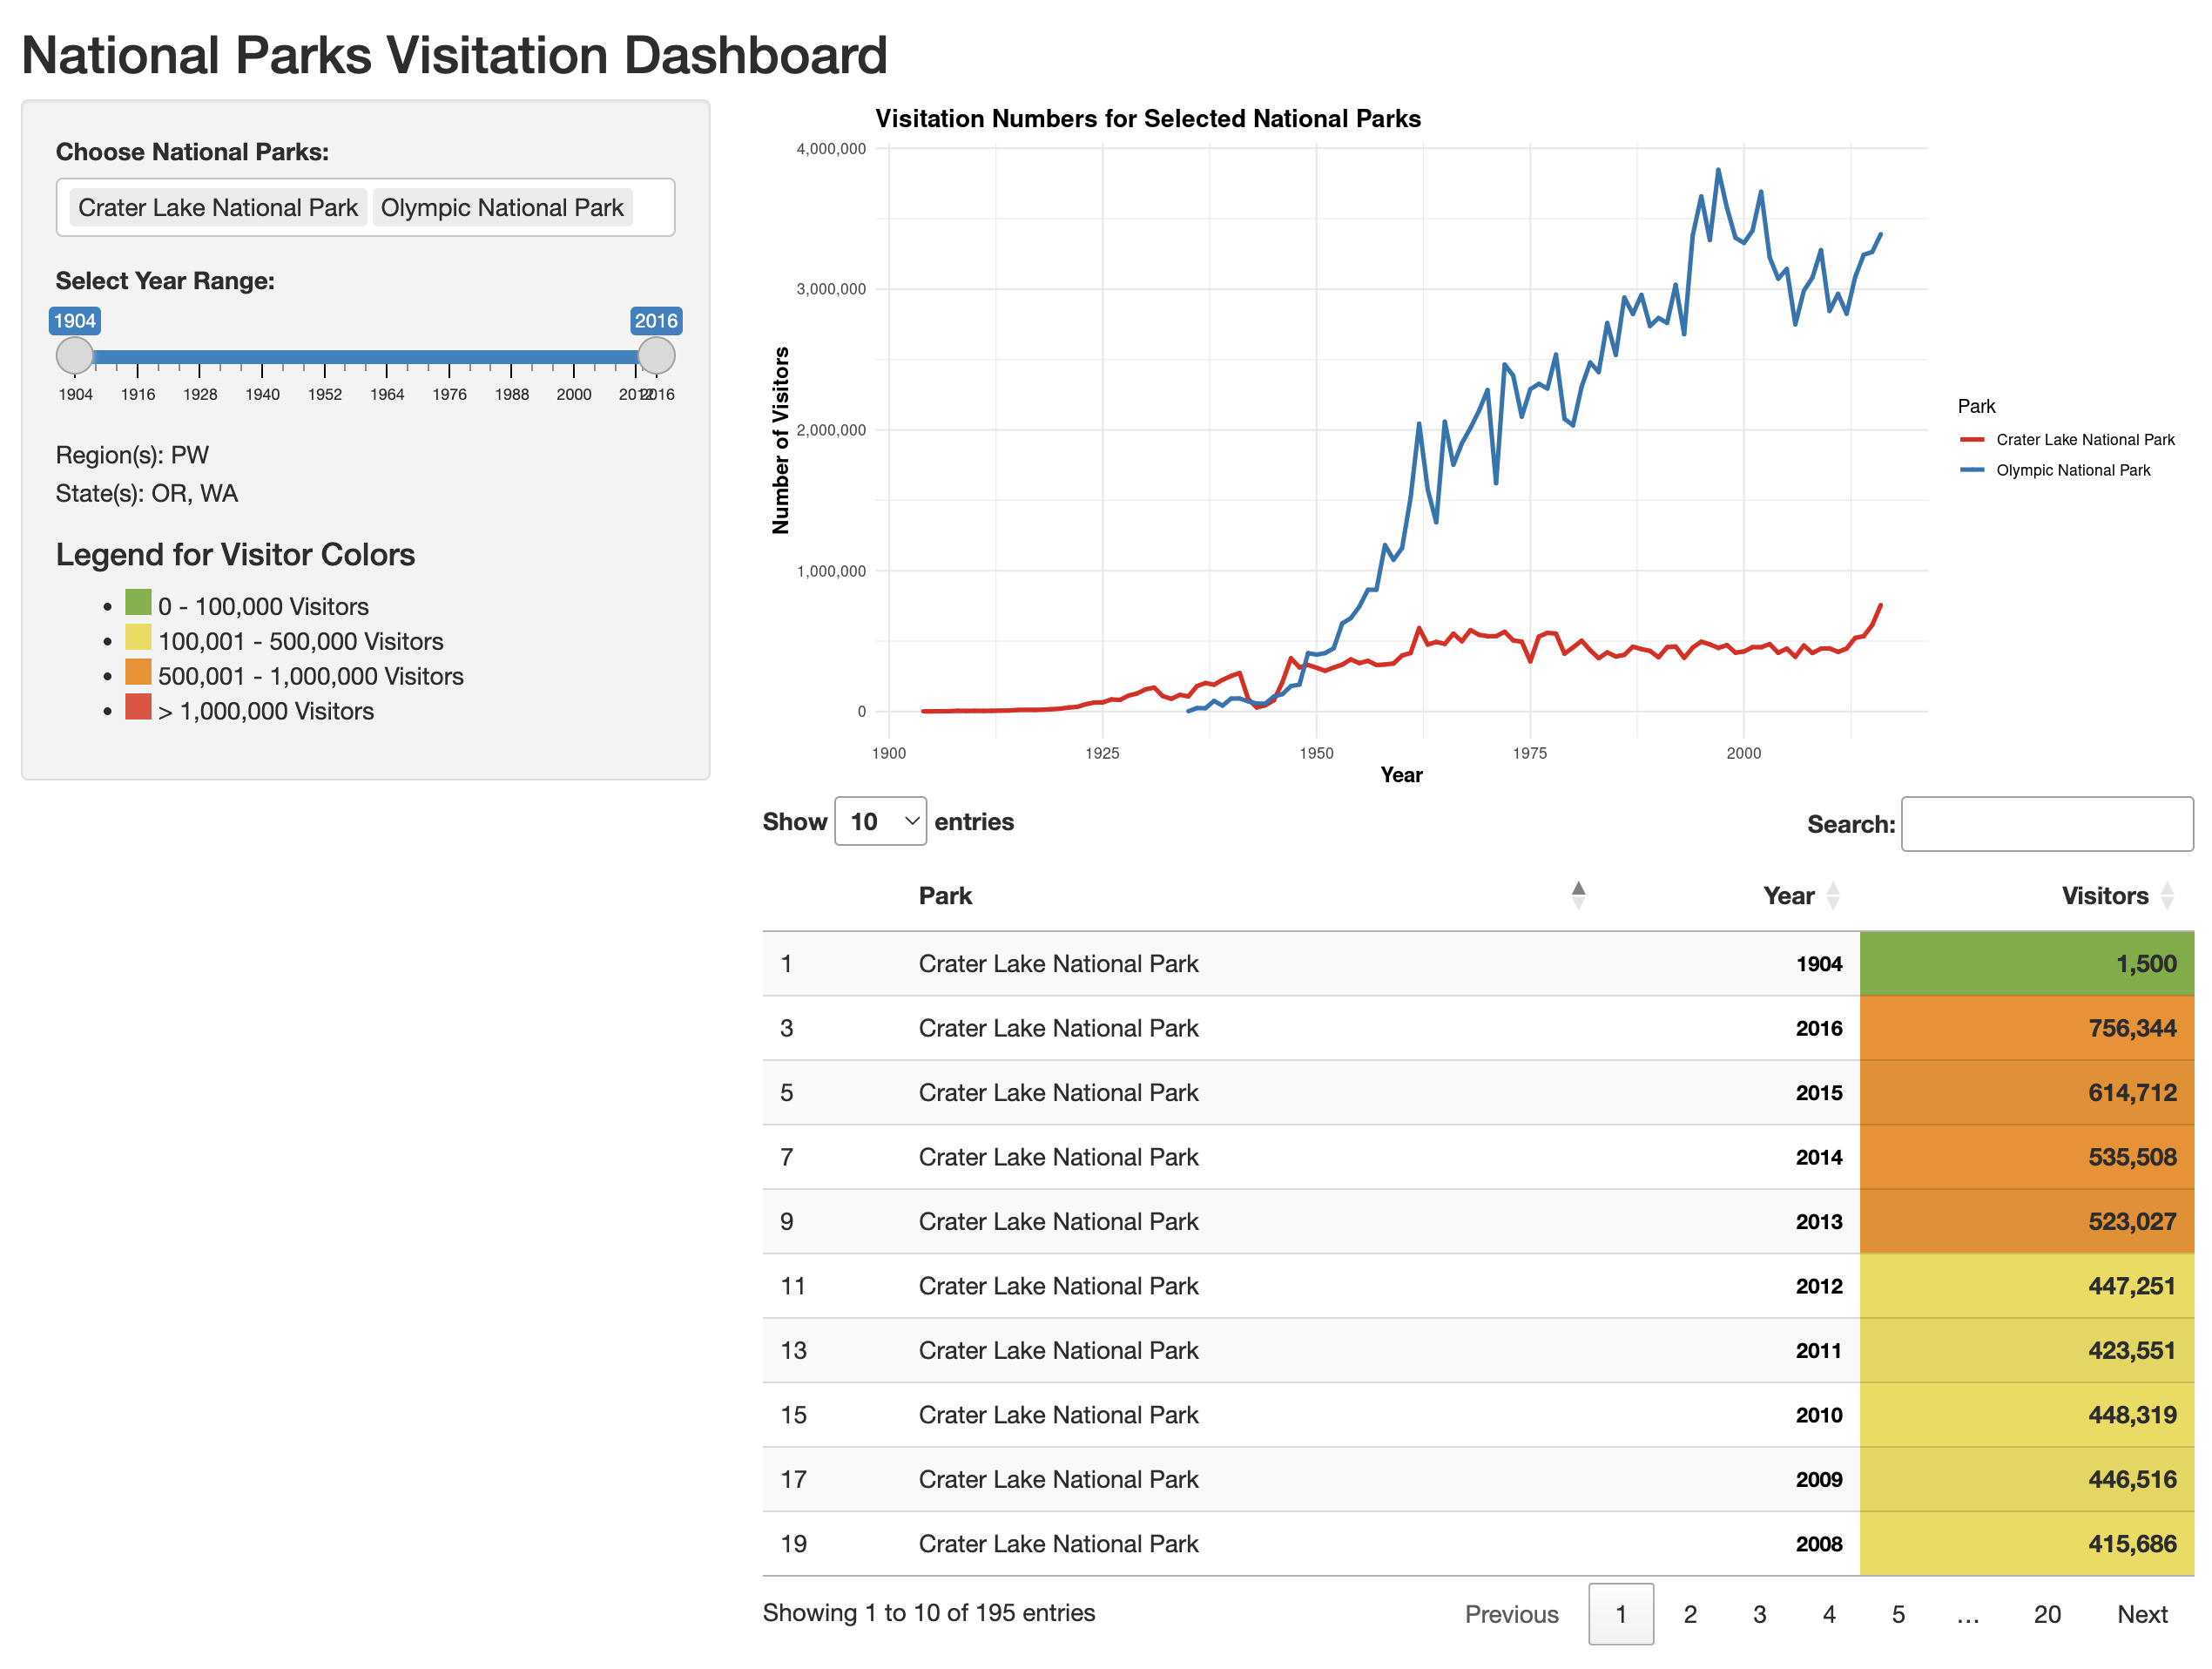 National Parks Visitation Dashboard
Choose National Parks:
Crater Lake National Park Olympic National Park
Select Year Range:
1904 2016
1904 1916 1928 1940 1952 1964 1976 1988 2000 2012 2016
Region(s): PW
State(s): OR, WA
Legend for Visitor Colors
0 - 100,000 Visitors
100,001 - 500,000 Visitors
500,001 - 1,000,000 Visitors
> 1,000,000 Visitors
Visitation Numbers for Selected National Parks
Number of Visitors
4,000,000
3,000,000
2,000,000
1,000,000
0
1900 1925 1950 1975 2000
Year
Park
Crater Lake National Park
Olympic National Park
Show 10 entries
Search:
Park Year Visitors
1 Crater Lake National Park 1904 1,500
3 Crater Lake National Park 2016 756,344
5 Crater Lake National Park 2015 614,712
7 Crater Lake National Park 2014 535,508
9 Crater Lake National Park 2013 523,027
11 Crater Lake National Park 2012 447,251
13 Crater Lake National Park 2011 423,551
15 Crater Lake National Park 2010 448,319
17 Crater Lake National Park 2009 446,516
19 Crater Lake National Park 2008 415,686
Showing 1 to 10 of 195 entries
Previous 1 2 3 4 5 … 20 Next